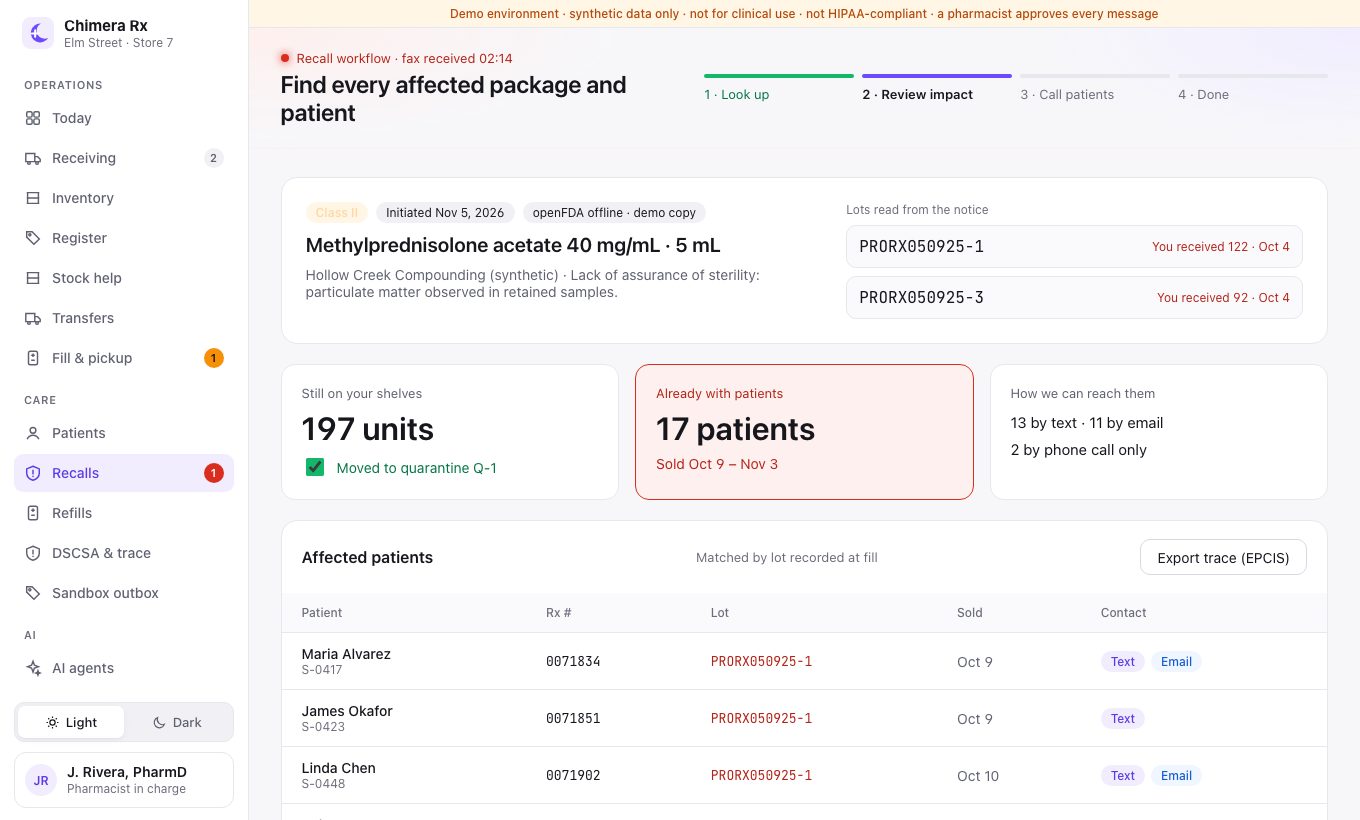 Demo environment · synthetic data only · not for clinical use · not HIPAA-compliant · a pharmacist approves every message
Chimera Rx
Elm Street · Store 7
OPERATIONS
Today
Receiving 2
Inventory
Register
Stock help
Transfers
Fill & pickup 1
CARE
Patients
Recalls 1
Refills
DSCSA & trace
Sandbox outbox
AI
AI agents
Light Dark
JR
J. Rivera, PharmD
Pharmacist in charge
Recall workflow · fax received 02:14
Find every affected package and
patient
1 · Look up
2 · Review impact
3 · Call patients
4 · Done
Class II Initiated Nov 5, 2026 openFDA offline · demo copy
Methylprednisolone acetate 40 mg/mL · 5 mL
Hollow Creek Compounding (synthetic) · Lack of assurance of sterility:
particulate matter observed in retained samples.
Lots read from the notice
PRORX050925-1 You received 122 · Oct 4
PRORX050925-3 You received 92 · Oct 4
Still on your shelves
197 units
Moved to quarantine Q-1
Already with patients
17 patients
Sold Oct 9 – Nov 3
How we can reach them
13 by text · 11 by email
2 by phone call only
Affected patients Matched by lot recorded at fill Export trace (EPCIS)
Patient Rx # Lot Sold Contact
Maria Alvarez 0071834 PRORX050925-1 Oct 9 Text Email
S-0417
James Okafor 0071851 PRORX050925-1 Oct 9 Text
S-0423
Linda Chen 0071902 PRORX050925-1 Oct 10 Text Email
S-0448